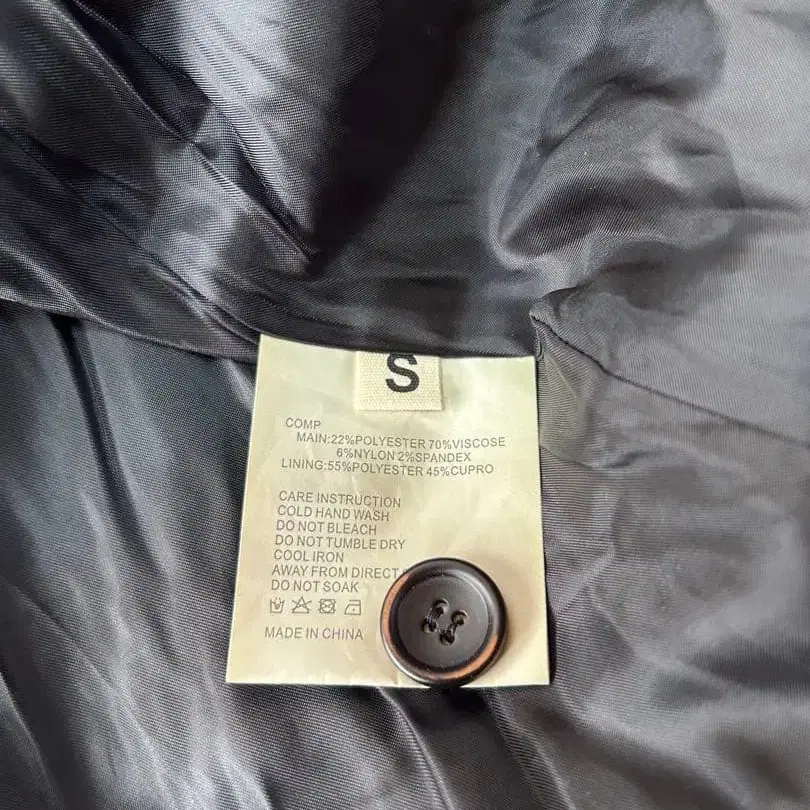 S
COMP
MAIN:22%POLYESTER 70%VISCOSE
6%NYLON 2%SPANDEX
LINING:55%POLYESTER 45%CUPRO
CARE INSTRUCTION
COLD HAND WASH
DO NOT BLEACH
DO NOT TUMBLE DRY
COOL IRON
AWAY FROM DIRECT
DO NOT SOAK
MADE IN CHINA